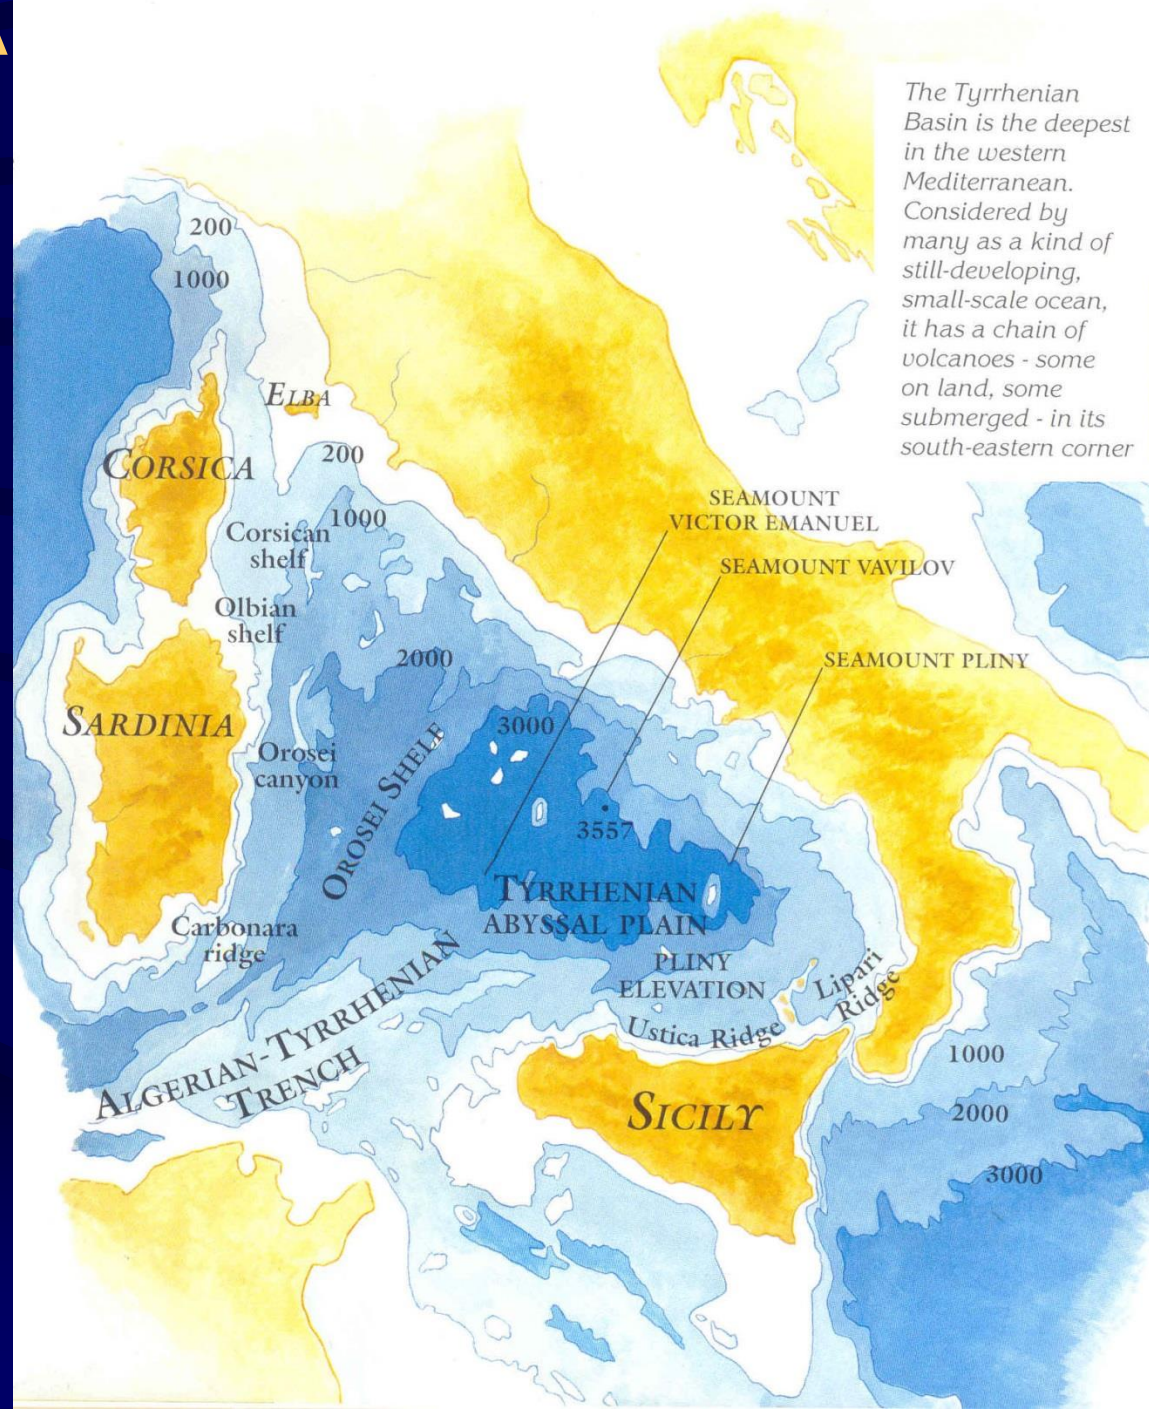 A
The Tyrrhenian
Basin is the deepest
in the western
Mediterranean.
Considered by
many as a kind of
still-developing,
small-scale ocean,
it has a chain of
volcanoes - some
on land, some
submerged - in its
south-eastern corner
200
1000
ELBA
CORSICA
200
SEAMOUNT
VICTOR EMANUEL
1000
Corsican
shelf
SEAMOUNT VAVILOV
Olbian
shelf
2000
SEAMOUNT PLINY
SARDINIA
3000
Orosei
canyon
OROSEI SHELF
3557
TYRRHENIAN
ABYSSAL PLAIN
Carbonara
ridge
PLINY
ELEVATION
Lipari
Ridge
Ustica Ridge
ALGERIAN-TYRRHENIAN
TRENCH
1000
SICILY
2000
3000